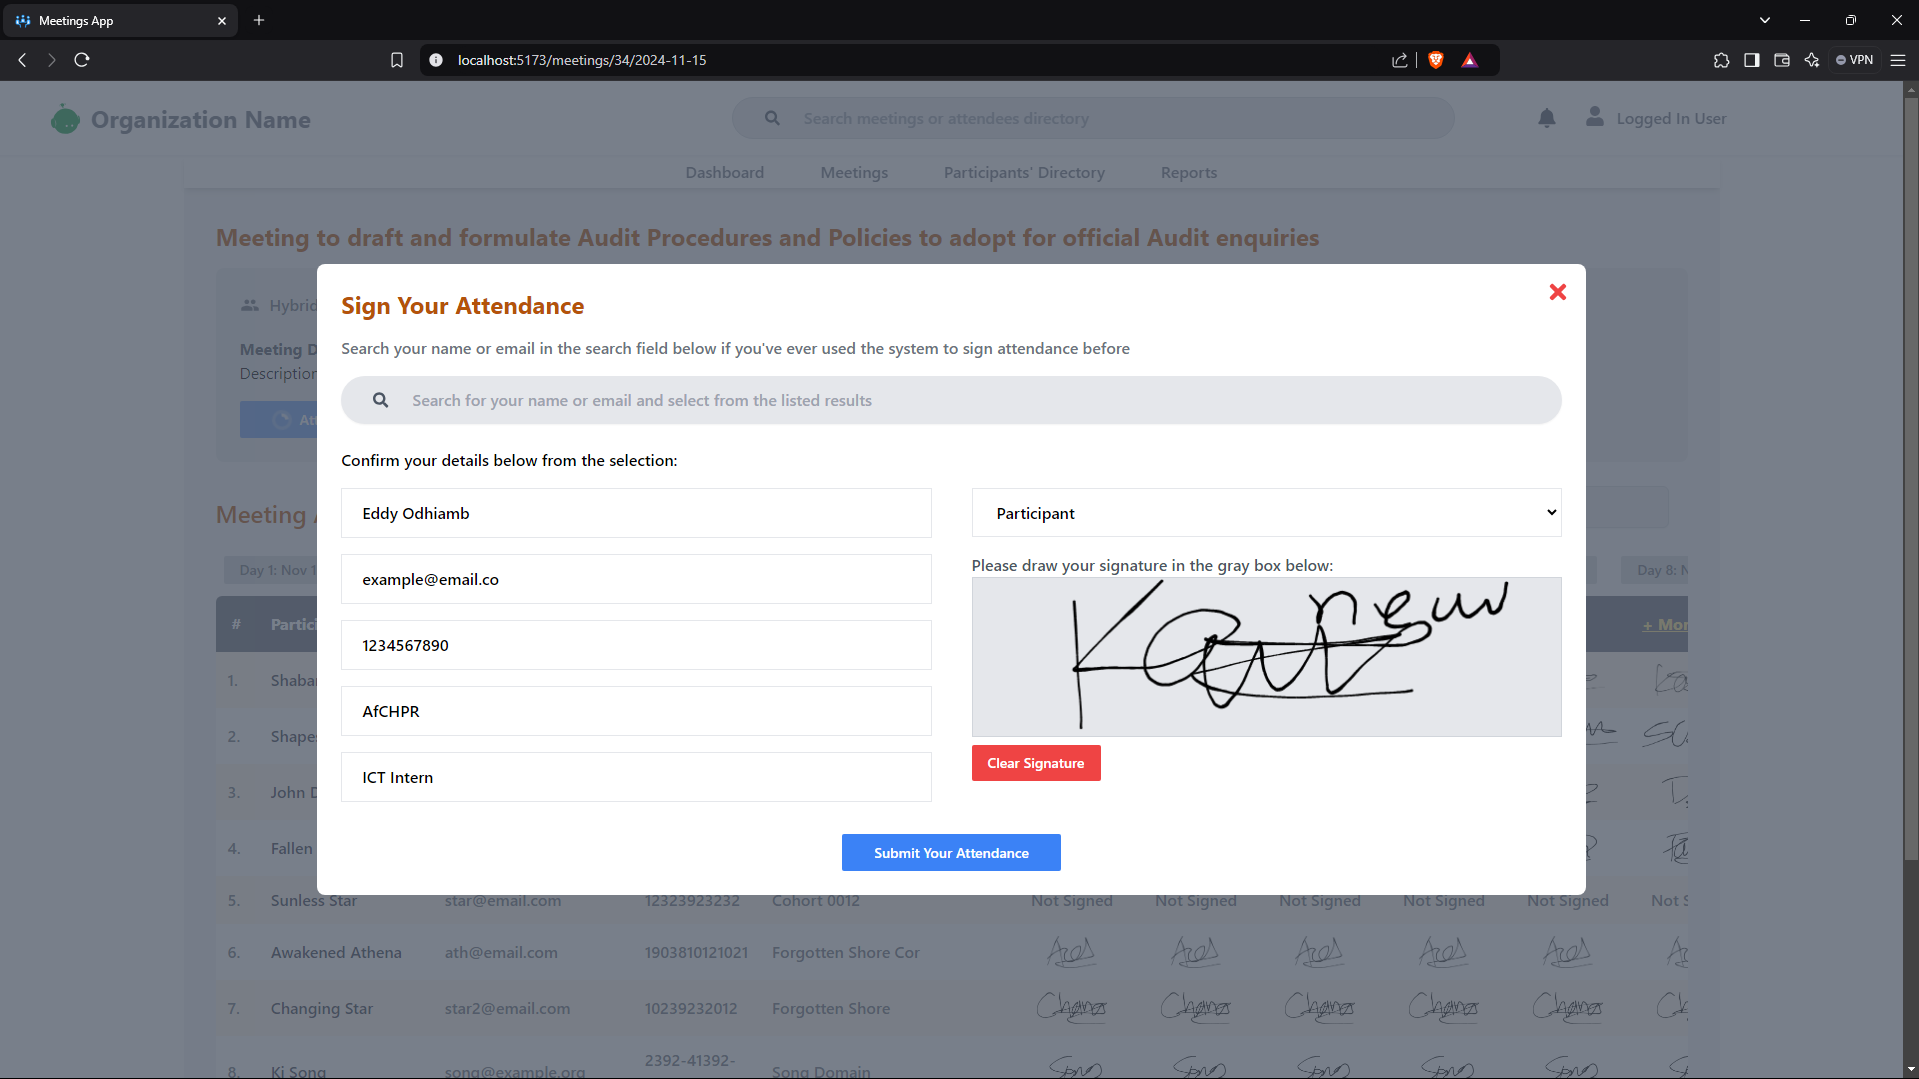 Meetings App
localhost:5173/meetings/34/2024-11-15
VPN
Organization Name
Search meetings or attendees directory
Logged In User
Dashboard Meetings Participants' Directory Reports
Meeting to draft and formulate Audit Procedures and Policies to adopt for official Audit enquiries
Hybrid
Meeting D
Description
Att
Sign Your Attendance
Search your name or email in the search field below if you've ever used the system to sign attendance before
Search for your name or email and select from the listed results
Confirm your details below from the selection:
Eddy Odhiamb
Participant
example@email.co
Please draw your signature in the gray box below:
1234567890
AfCHPR
ICT Intern
Clear Signature
Submit Your Attendance
Meeting A
Day 1: Nov 1 Day 8: N
# Partici + Mor
1. Shaba
2. Shape
3. John D
4. Fallen
5. Sunless Star star@email.com 12323923232 Cohort 0012 Not Signed Not Signed Not Signed Not Signed Not Signed Not S
6. Awakened Athena ath@email.com 1903810121021 Forgotten Shore Cor
7. Changing Star star2@email.com 10239232012 Forgotten Shore
8. Ki Song song@example.org 2392-41392- Song Domain